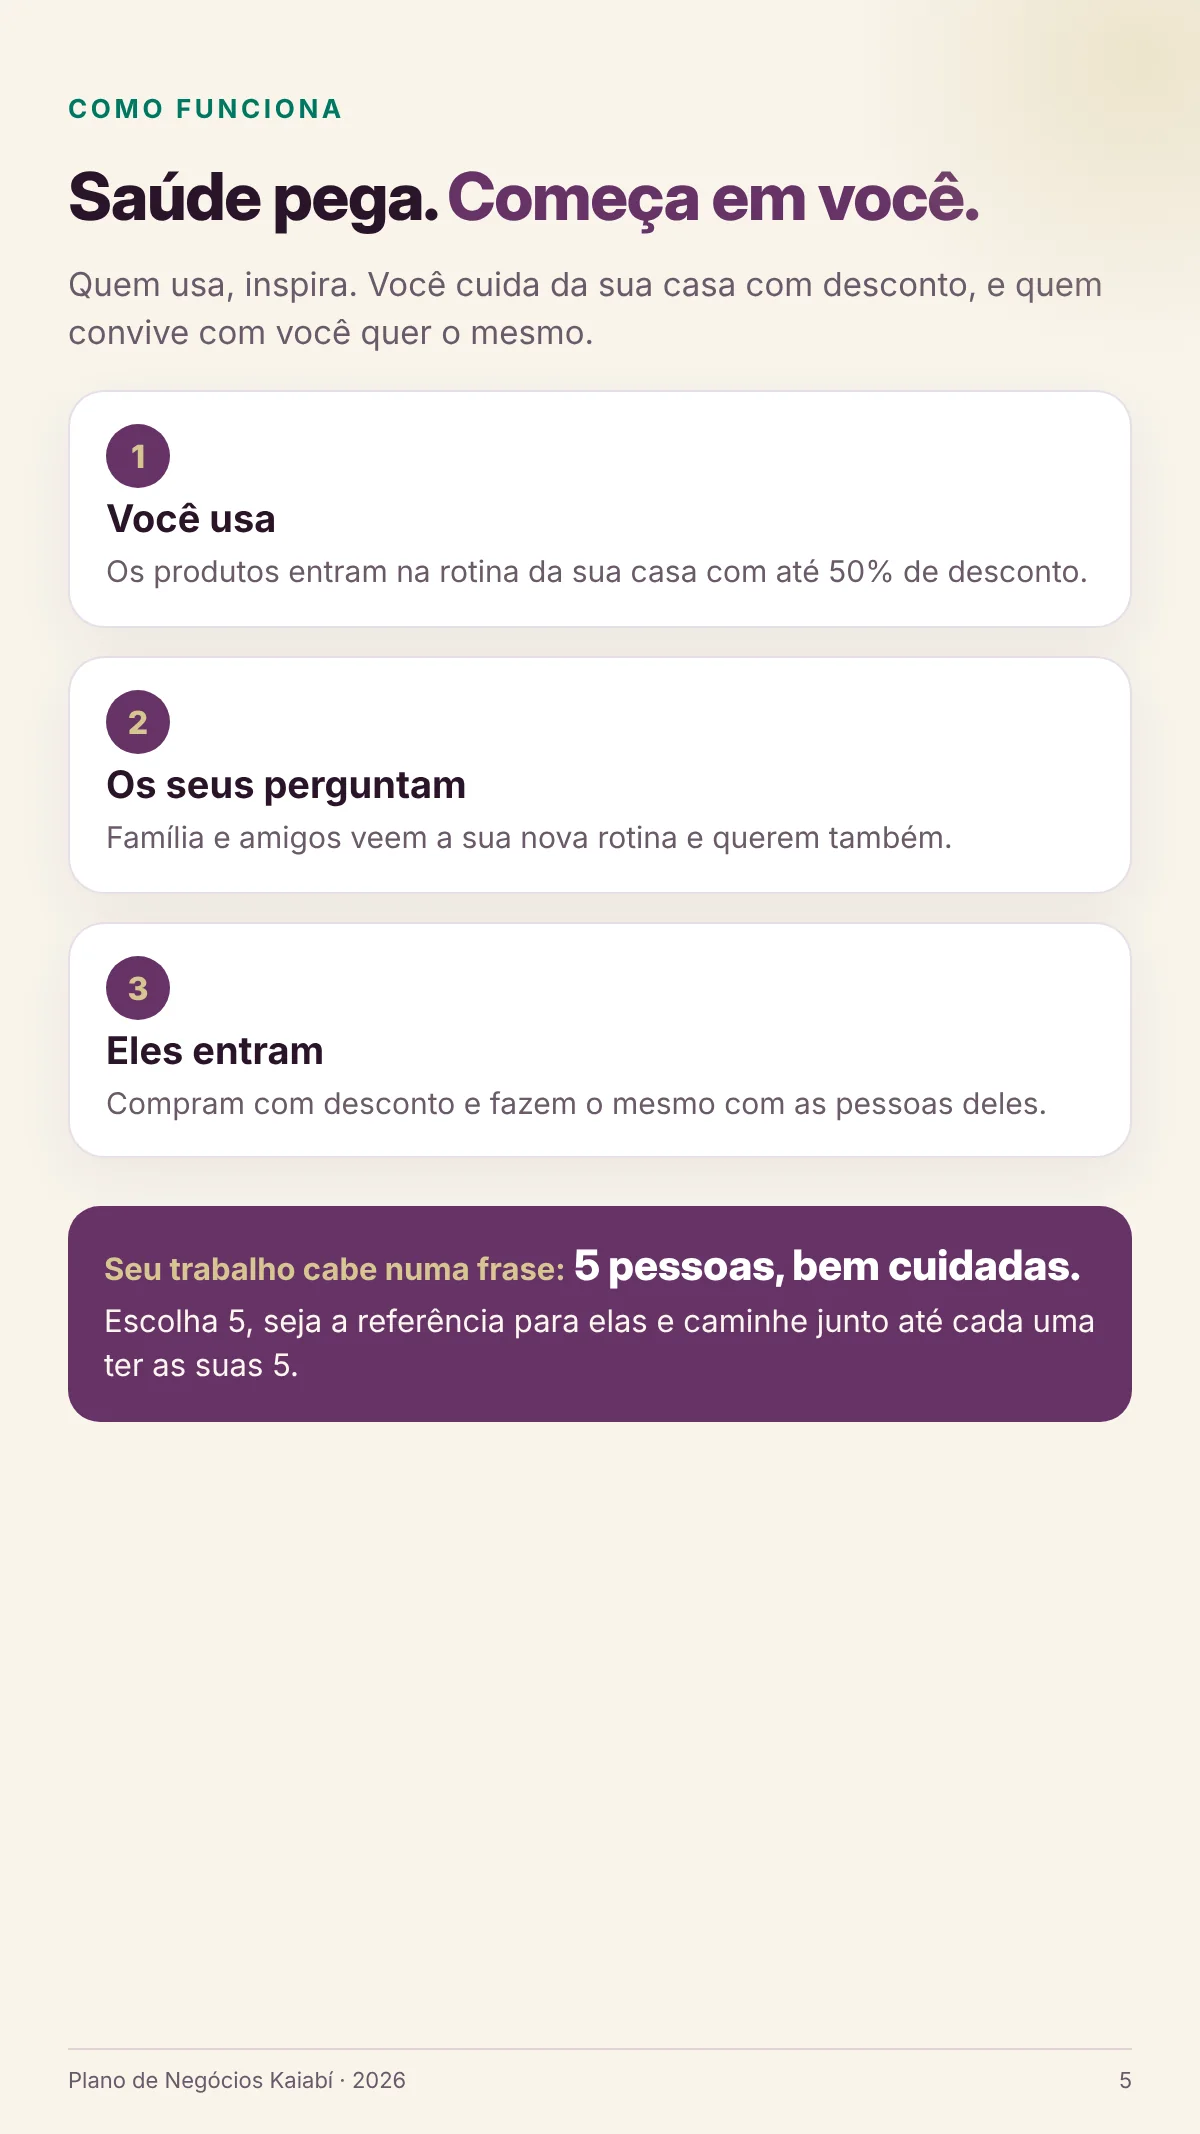 COMO FUNCIONA
Saúde pega. Começa em você.
Quem usa, inspira. Você cuida da sua casa com desconto, e quem
convive com você quer o mesmo.
1
Você usa
Os produtos entram na rotina da sua casa com até 50% de desconto.
2
Os seus perguntam
Família e amigos veem a sua nova rotina e querem também.
3
Eles entram
Compram com desconto e fazem o mesmo com as pessoas deles.
Seu trabalho cabe numa frase: 5 pessoas, bem cuidadas.
Escolha 5, seja a referência para elas e caminhe junto até cada uma
ter as suas 5.
Plano de Negócios Kaiabí · 2026
5